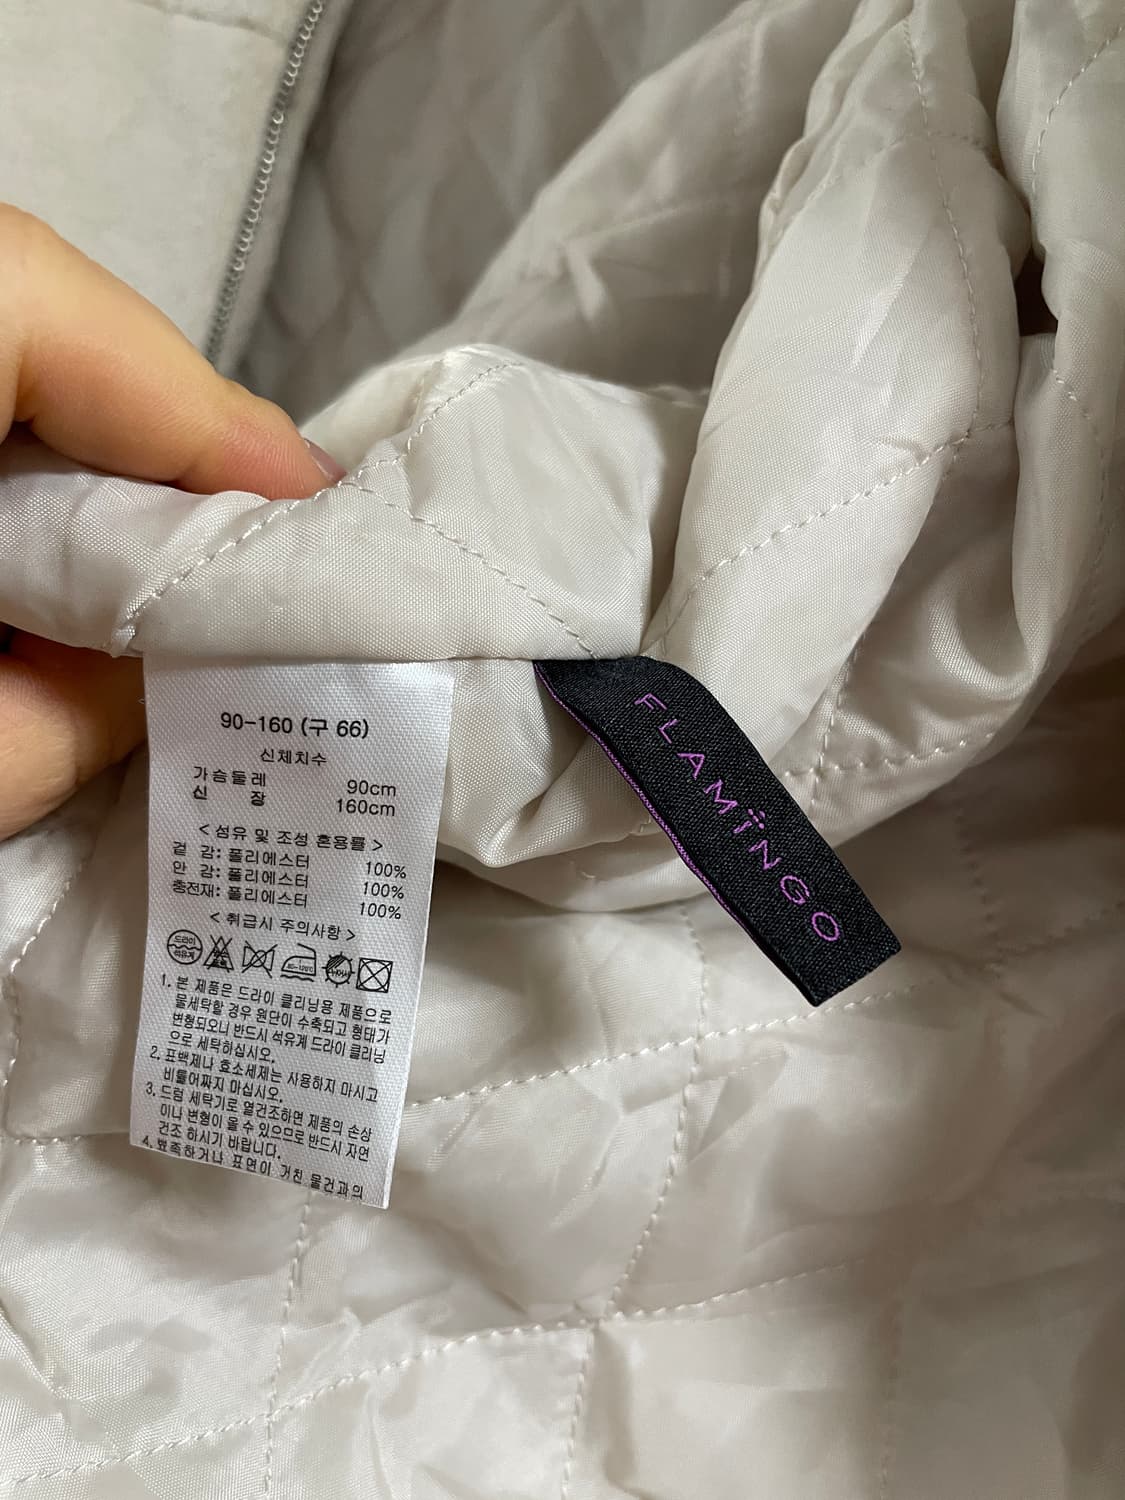 90-160 (구 66)
신체치수
가슴둘레 90cm
신 장 160cm
< 섬유 및 조성 혼용률 >
겉 감: 폴리에스터 100%
안 감: 폴리에스터 100%
충전재: 폴리에스터 100%
< 취급시 주의사항 >
드라이
석유계
80~120℃
1. 본 제품은 드라이 클리닝용 제품으로
물세탁할 경우 원단이 수축되고 형태가
변형되오니 반드시 석유계 드라이 클리닝
으로 세탁하십시오.
2. 표백제나 효소세제는 사용하지 마시고
비틀어짜지 마십시오.
3. 드럼 세탁기로 열건조하면 제품의 손상
이나 변형이 올 수 있으므로 반드시 자연
건조 하시기 바랍니다.
4. 뾰족하거나 표면이 거친 물건과의
FLAMINGO